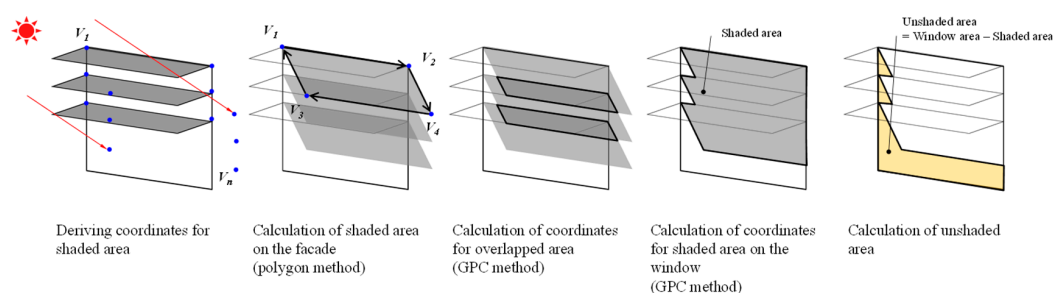 V1
Vn
V1
V2
V3
V4
Shaded area
Unshaded area
= Window area – Shaded area
Deriving coordinates for
shaded area
Calculation of shaded area
on the facade
(polygon method)
Calculation of coordinates
for overlapped area
(GPC method)
Calculation of coordinates
for shaded area on the
window
(GPC method)
Calculation of unshaded
area